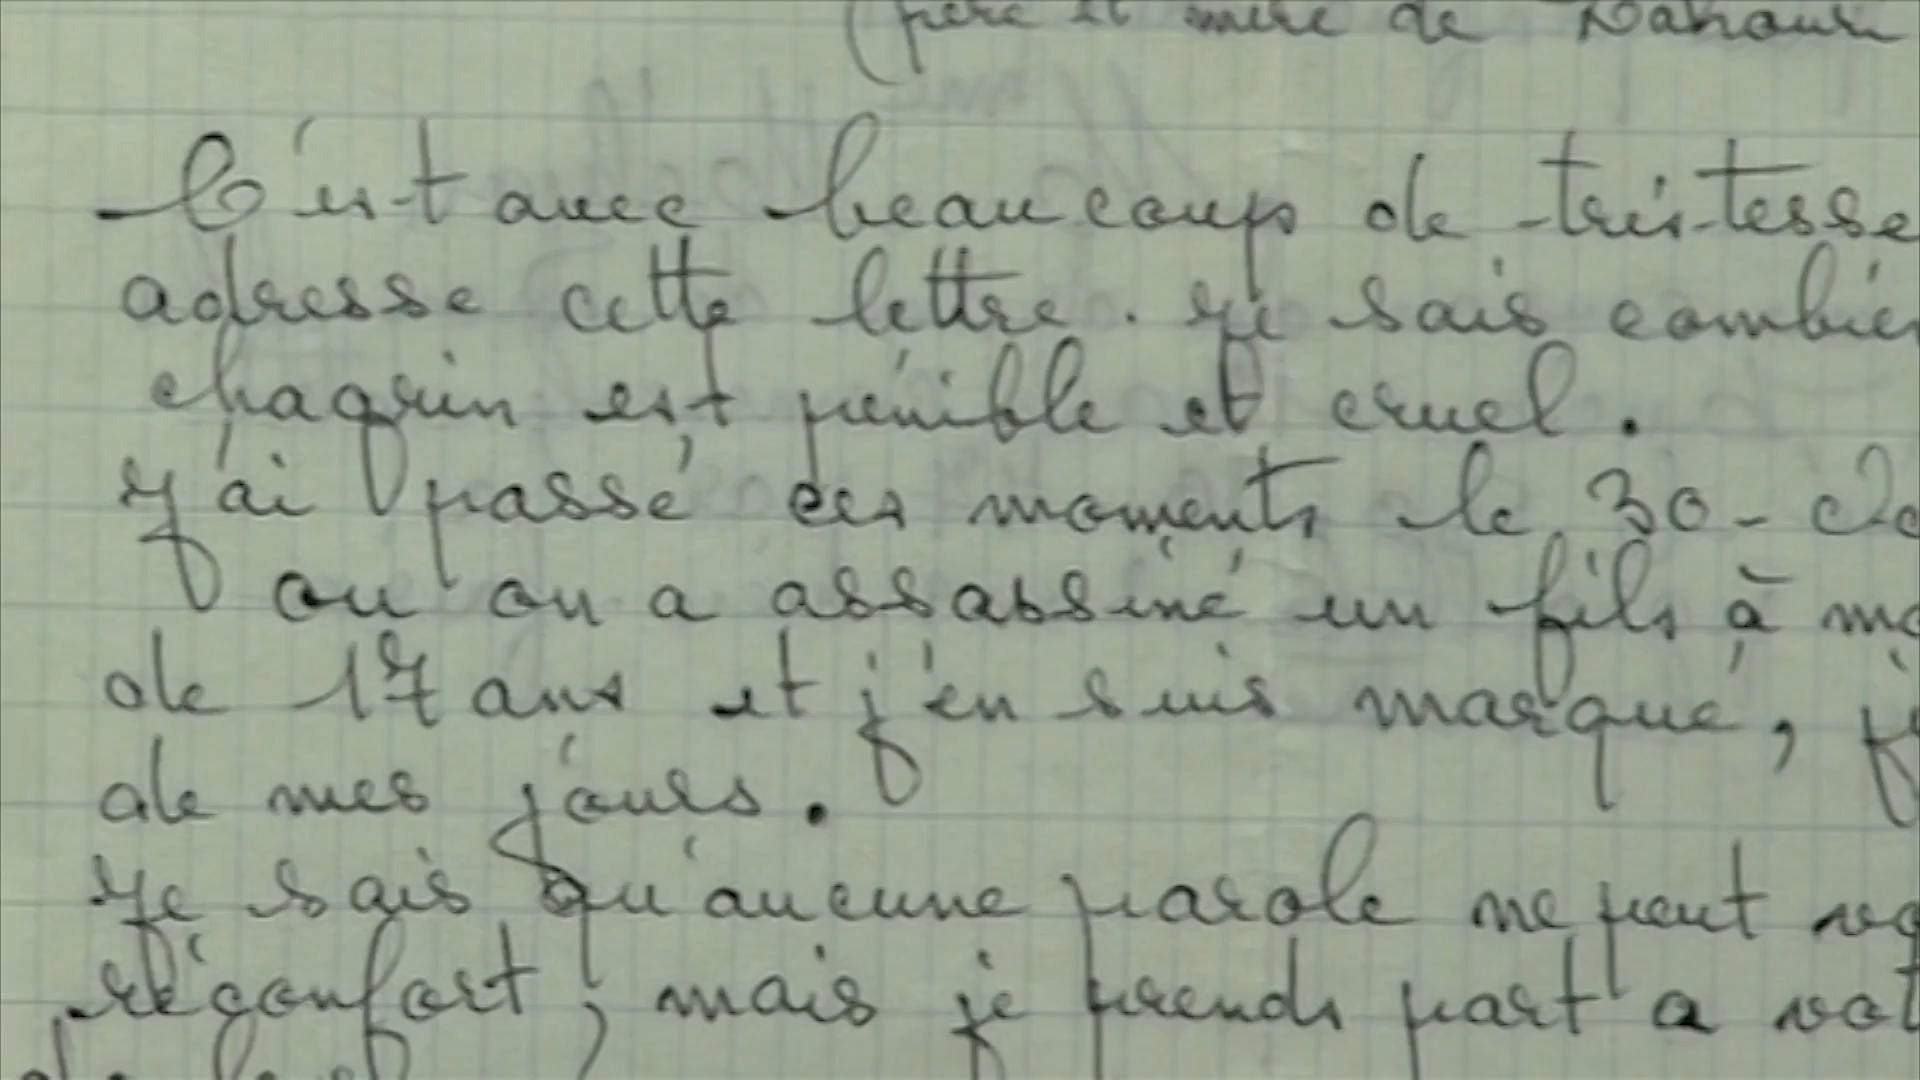 (père et mère de Lahouari
C'est avec beaucoup de tristesse
adresse cette lettre. Je sais combien
chagrin est pénible et cruel.
J'ai passé ces moments le 30-
ou on a assassiné un fils à
de 17 ans et j'en suis marqué,
de mes jours.
Je sais qu'aucune parole ne peut
réconfort, mais je prends part a